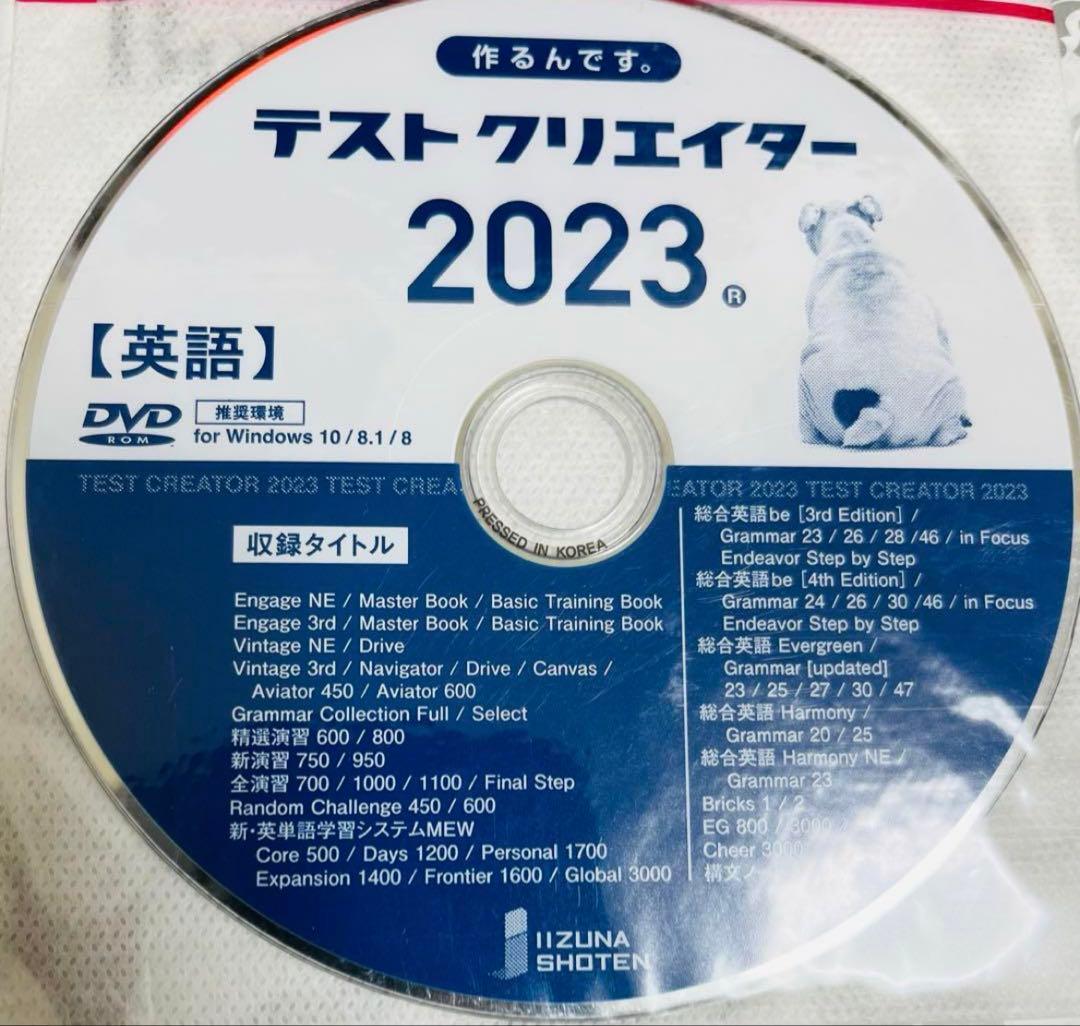 作るんです。
テストクリエイター
2023®
【英語】
DVD
ROM
推奨環境
for Windows 10 / 8.1 / 8
TEST CREATOR 2023 TEST CREA
EATOR 2023 TEST CREATOR 2023
PRESSED IN KOREA
収録タイトル
Engage NE / Master Book / Basic Training Book
Engage 3rd / Master Book / Basic Training Book
Vintage NE / Drive
Vintage 3rd / Navigator / Drive / Canvas /
Aviator 450 / Aviator 600
Grammar Collection Full / Select
精選演習 600 / 800
新演習 750 / 950
全演習 700 / 1000 / 1100 / Final Step
Random Challenge 450 / 600
新・英単語学習システムMEW
Core 500 / Days 1200 / Personal 1700
Expansion 1400 / Frontier 1600 / Global 3000
総合英語be [3rd Edition] /
Grammar 23 / 26 / 28 /46 / in Focus
Endeavor Step by Step
総合英語be [4th Edition] /
Grammar 24 / 26 / 30 /46 / in Focus
Endeavor Step by Step
総合英語 Evergreen /
Grammar [updated]
23 / 25 / 27 / 30 / 47
総合英語 Harmony /
Grammar 20 / 25
総合英語 Harmony NE /
Grammar 23
Bricks 1 / 2
EG 800 / 3000 /
Cheer 3000
構文ノ
IIZUNA
SHOTEN